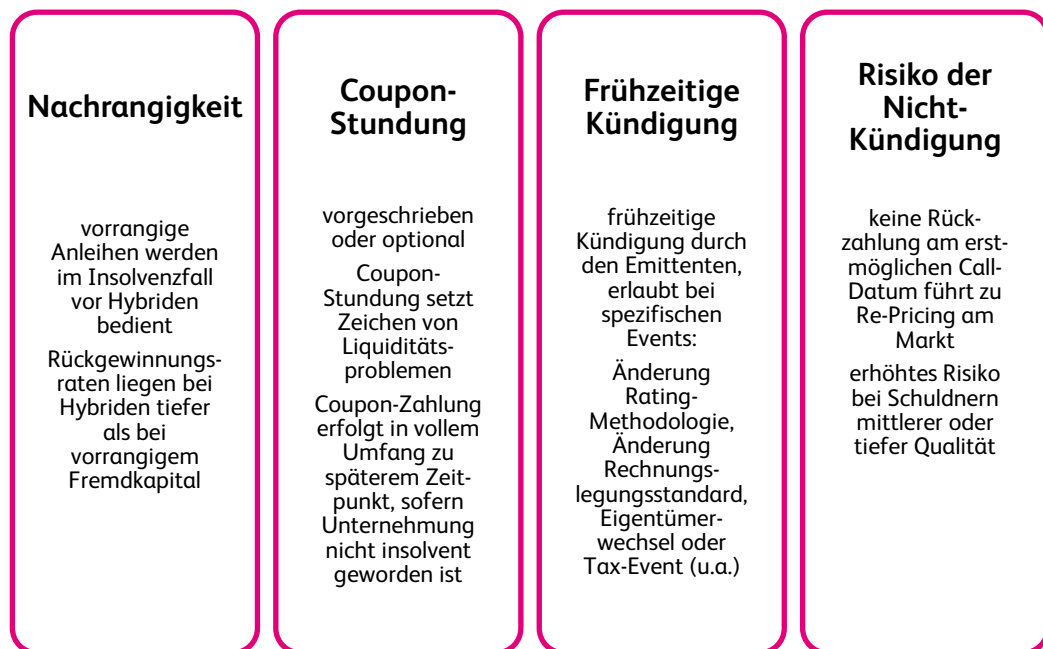 Nachrangigkeit
vorrangige
Anleihen werden
im Insolvenzfall
vor Hybriden
bedient
Rückgewinnungs-
raten liegen bei
Hybriden tiefer
als bei
vorrangigem
Fremdkapital
Coupon-
Stundung
vorgeschrieben
oder optional
Coupon-
Stundung setzt
Zeichen von
Liquiditäts-
problemen
Coupon-Zahlung
erfolgt in vollem
Umfang zu
späterem Zeit-
punkt, sofern
Unternehmung
nicht insolvent
geworden ist
Frühzeitige
Kündigung
frühzeitige
Kündigung durch
den Emittenten,
erlaubt bei
spezifischen
Events:
Änderung
Rating-
Methodologie,
Änderung
Rechnungs-
legungsstandard,
Eigentümer-
wechsel oder
Tax-Event (u.a.)
Risiko der
Nicht-
Kündigung
keine Rück-
zahlung am erst-
möglichen Call-
Datum führt zu
Re-Pricing am
Markt
erhöhtes Risiko
bei Schuldnern
mittlerer oder
tiefer Qualität